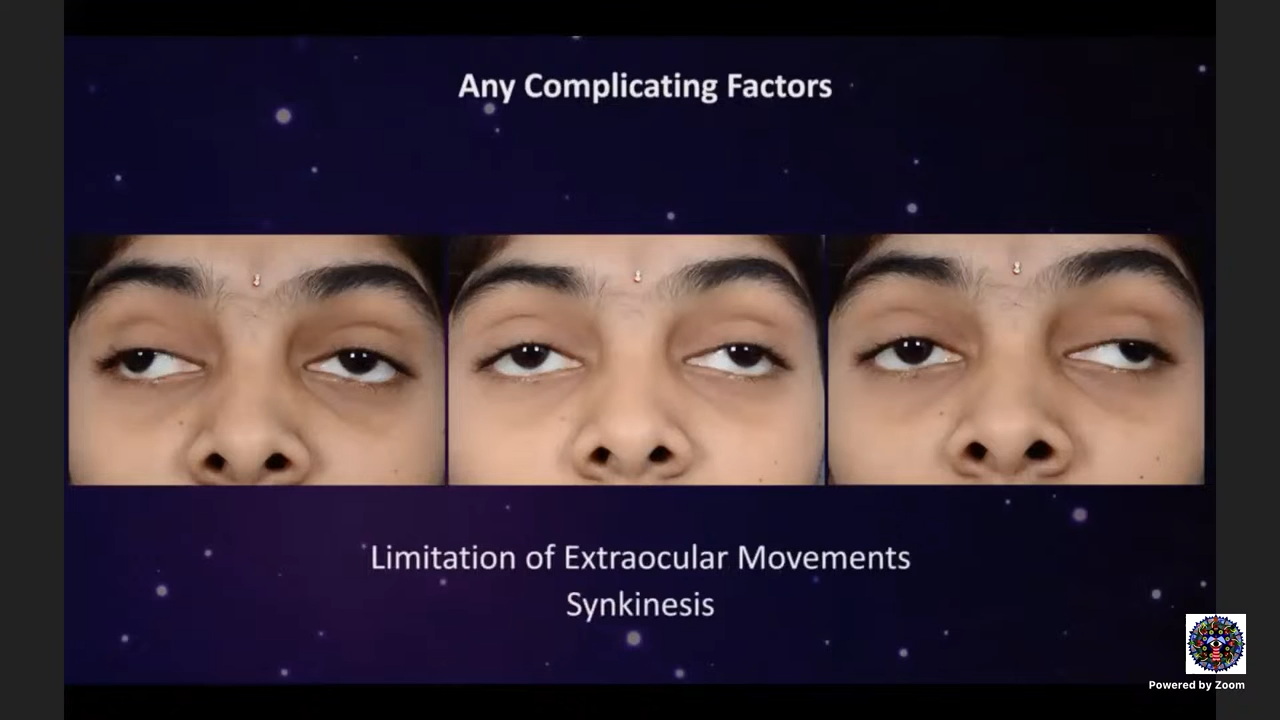 Any Complicating Factors
Limitation of Extraocular Movements
Synkinesis
Powered by Zoom